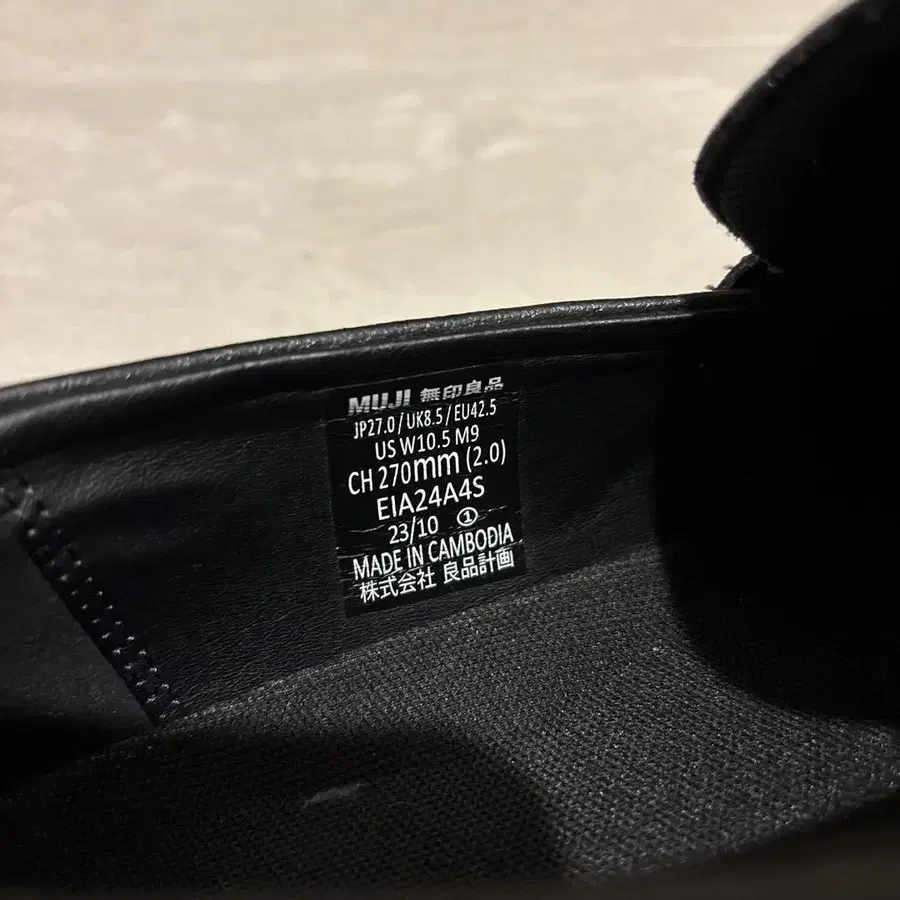 MUJI 無印良品
JP27.0/UK8.5/EU42.5
US W10.5 M9
CH 270mm (2.0)
EIA24A4S
23/10 ①
MADE IN CAMBODIA
株式会社 良品計画